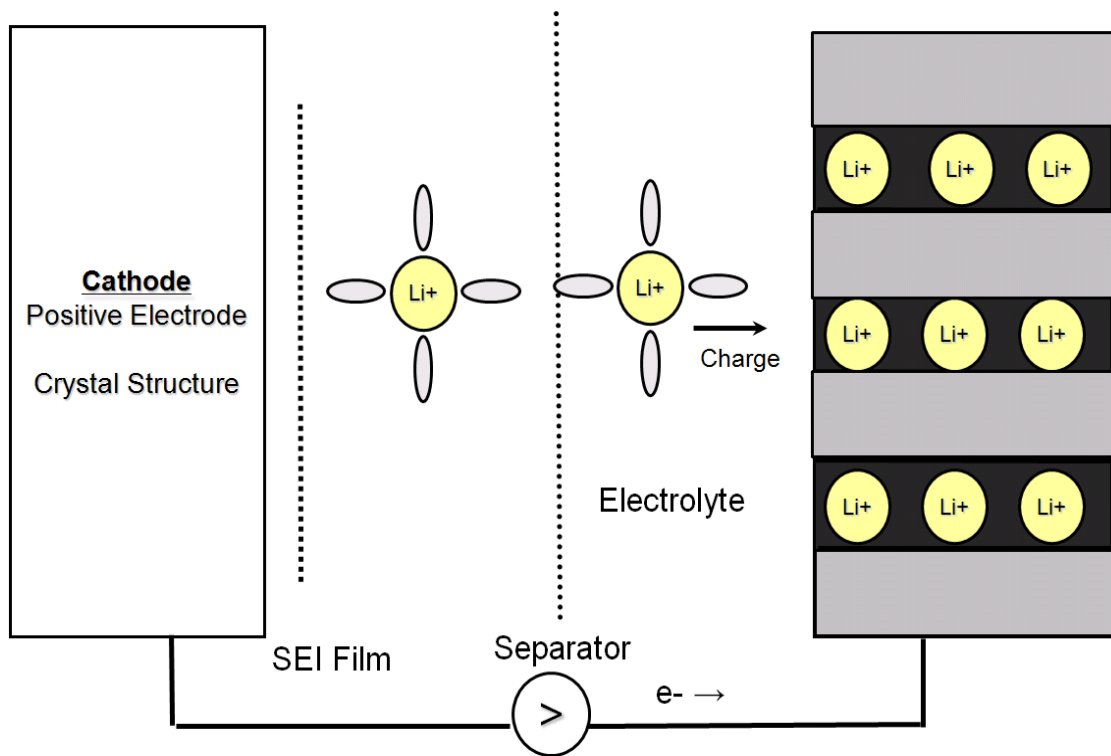 Cathode
Positive Electrode
Crystal Structure
Li+
Li+
Charge
Electrolyte
SEI Film
Separator
>
e- →
Li+ Li+ Li+
Li+ Li+ Li+
Li+ Li+ Li+